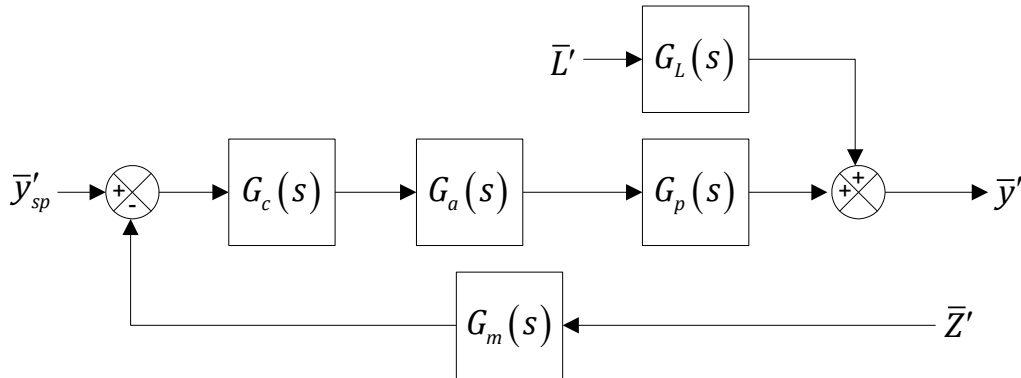 L̅′
G_L(s)
y̅′_sp
+
-
G_c(s)
G_a(s)
G_p(s)
+
+
y̅′
G_m(s)
Z̅′